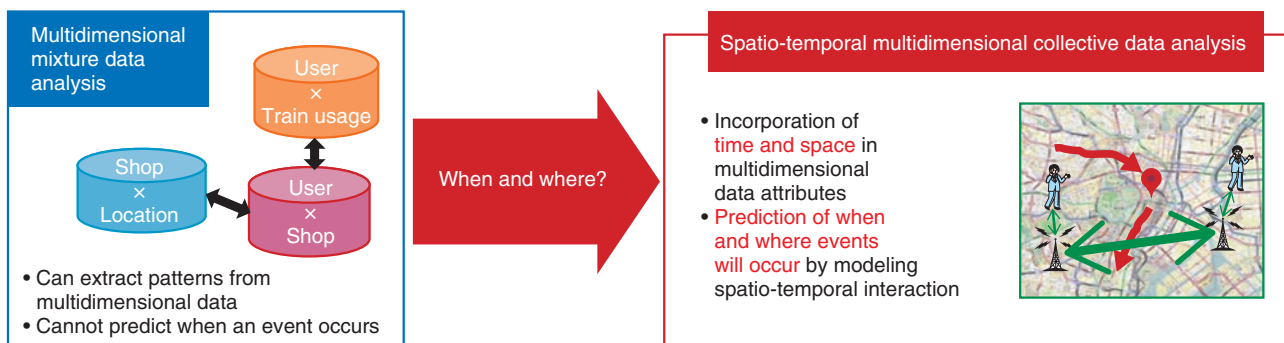 Multidimensional
mixture data
analysis
User
×
Train usage
Shop
×
Location
User
×
Shop
• Can extract patterns from
multidimensional data
• Cannot predict when an event occurs
When and where?
Spatio-temporal multidimensional collective data analysis
• Incorporation of
time and space in
multidimensional
data attributes
• Prediction of when
and where events
will occur by modeling
spatio-temporal interaction